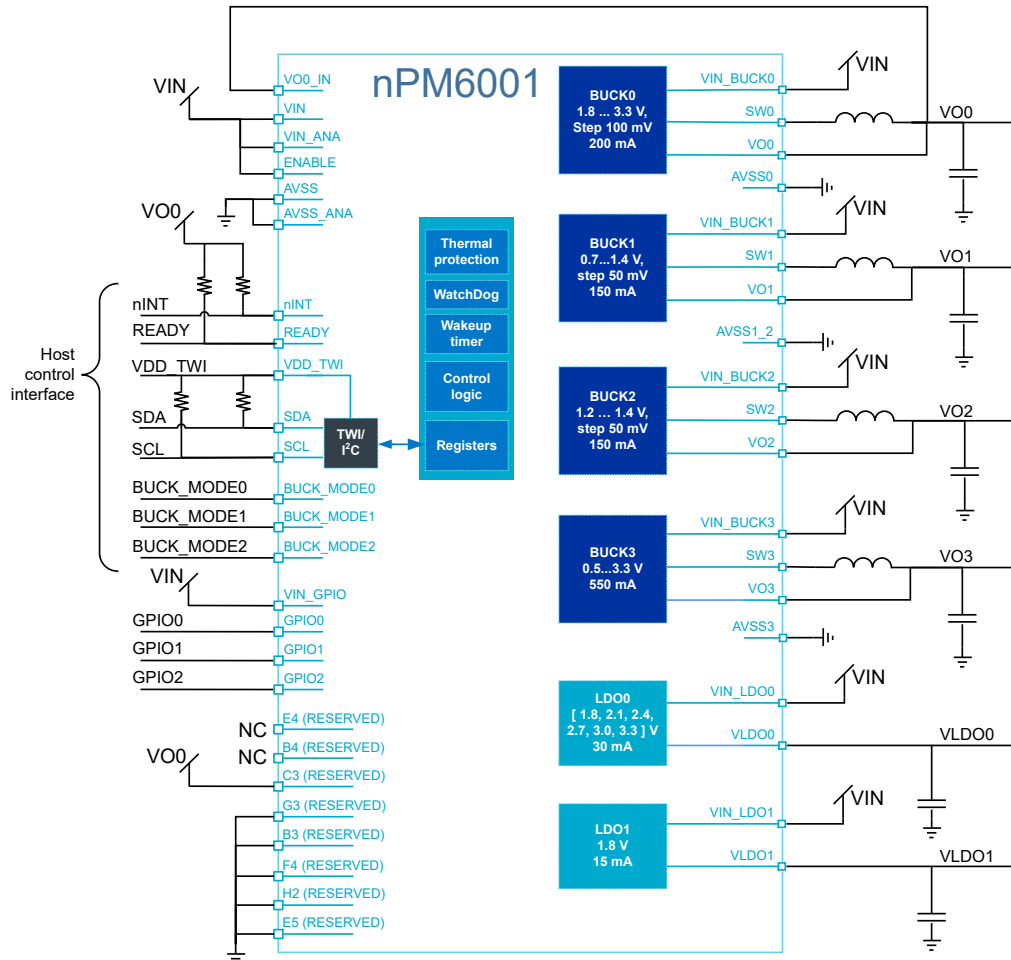 nPM6001
VIN
VO0_IN
VIN
VIN_ANA
ENABLE
AVSS
AVSS_ANA
VO0
nINT
nINT
READY
READY
VDD_TWI
VDD_TWI
SDA
SDA
SCL
SCL
Host
control
interface
BUCK_MODE0
BUCK_MODE0
BUCK_MODE1
BUCK_MODE1
BUCK_MODE2
BUCK_MODE2
VIN
VIN_GPIO
GPIO0
GPIO0
GPIO1
GPIO1
GPIO2
GPIO2
NC
E4 (RESERVED)
NC
B4 (RESERVED)
VO0
C3 (RESERVED)
G3 (RESERVED)
B3 (RESERVED)
F4 (RESERVED)
H2 (RESERVED)
E5 (RESERVED)
TWI/
I²C
Thermal
protection
WatchDog
Wakeup
timer
Control
logic
Registers
BUCK0
1.8 ... 3.3 V,
Step 100 mV
200 mA
VIN_BUCK0
VIN
SW0
VO0
VO0
AVSS0
BUCK1
0.7...1.4 V,
step 50 mV
150 mA
VIN_BUCK1
VIN
SW1
VO1
VO1
AVSS1_2
BUCK2
1.2 ... 1.4 V,
step 50 mV
150 mA
VIN_BUCK2
VIN
SW2
VO2
VO2
BUCK3
0.5...3.3 V
550 mA
VIN_BUCK3
VIN
SW3
VO3
VO3
AVSS3
LDO0
[ 1.8, 2.1, 2.4,
2.7, 3.0, 3.3 ] V
30 mA
VIN_LDO0
VIN
VLDO0
VLDO0
LDO1
1.8 V
15 mA
VIN_LDO1
VIN
VLDO1
VLDO1